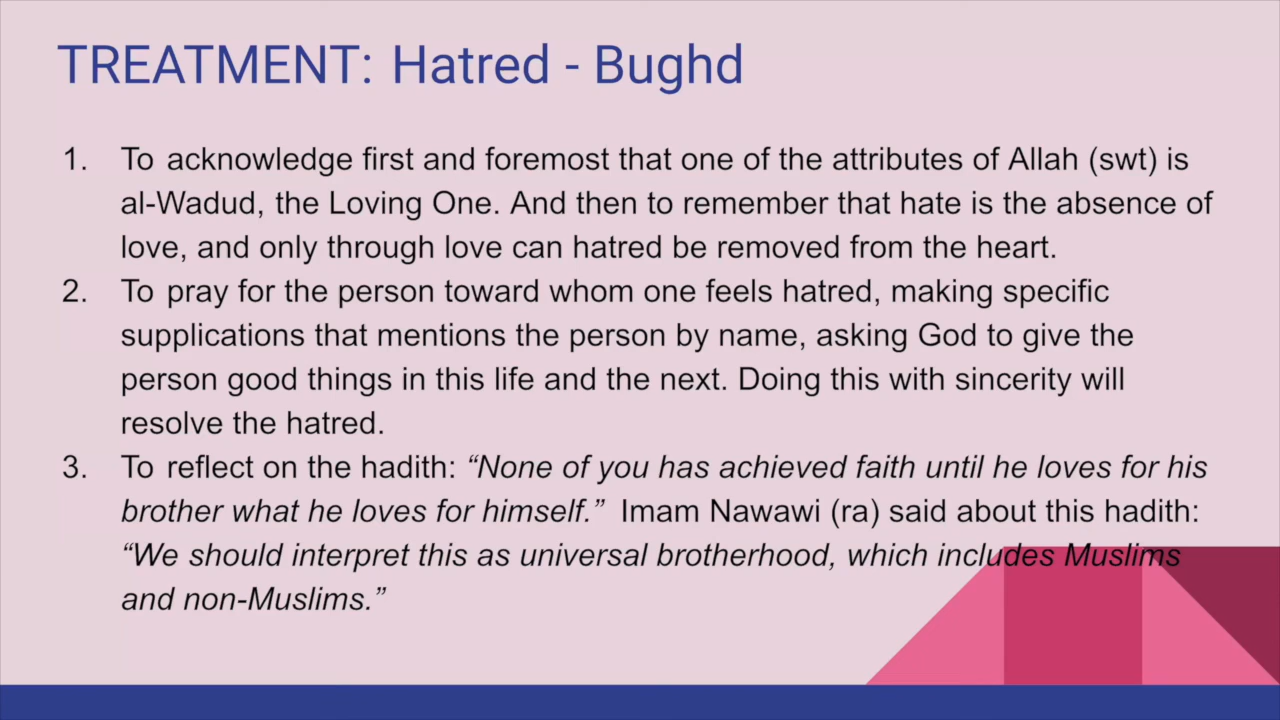 TREATMENT: Hatred - Bughd
1. To acknowledge first and foremost that one of the attributes of Allah (swt) is
al-Wadud, the Loving One. And then to remember that hate is the absence of
love, and only through love can hatred be removed from the heart.
2. To pray for the person toward whom one feels hatred, making specific
supplications that mentions the person by name, asking God to give the
person good things in this life and the next. Doing this with sincerity will
resolve the hatred.
3. To reflect on the hadith: “None of you has achieved faith until he loves for his
brother what he loves for himself.” Imam Nawawi (ra) said about this hadith:
“We should interpret this as universal brotherhood, which includes Muslims
and non-Muslims.”